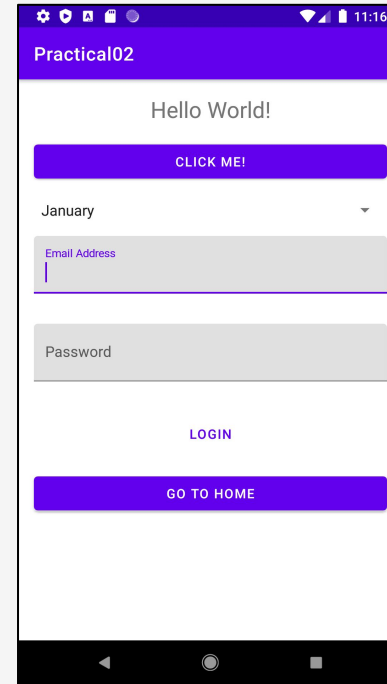 11:16
Practical02
Hello World!
CLICK ME!
January
Email Address
Password
LOGIN
GO TO HOME